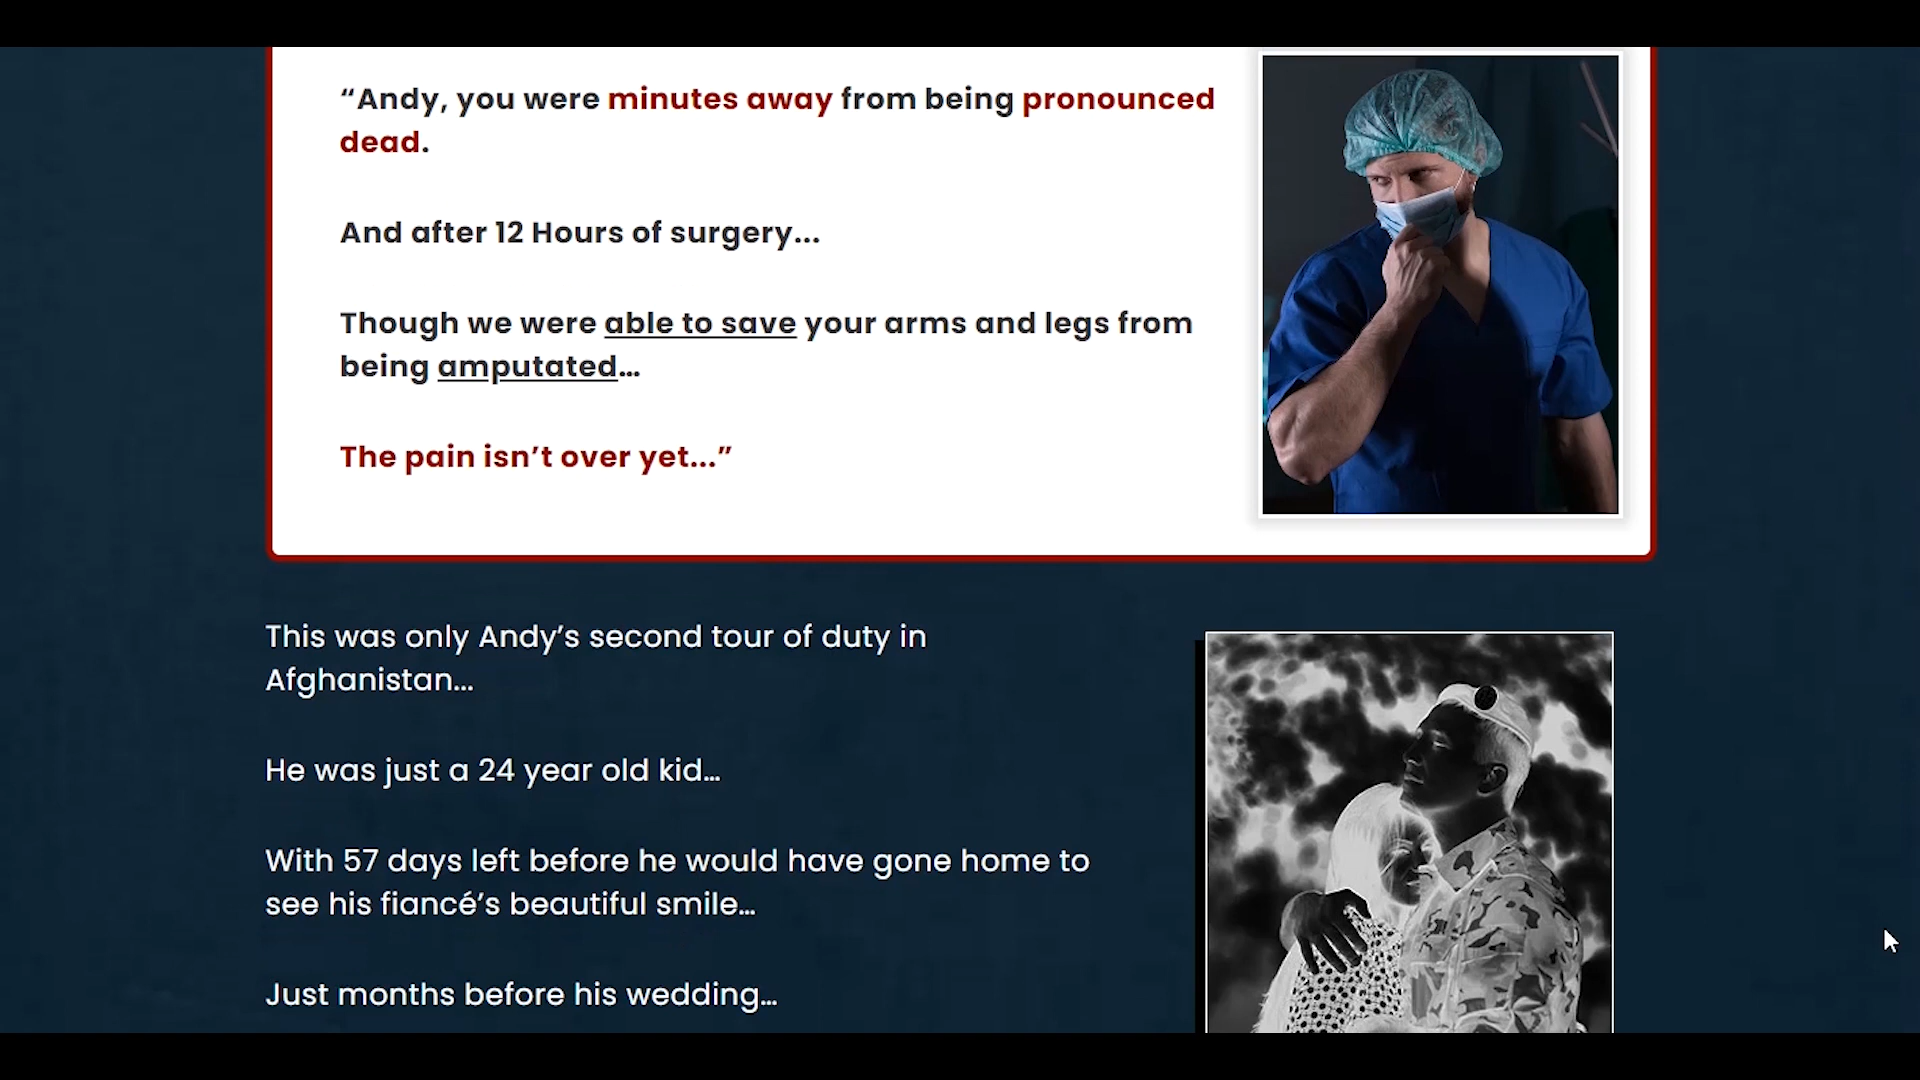 “Andy, you were minutes away from being pronounced
dead.
And after 12 Hours of surgery...
Though we were able to save your arms and legs from
being amputated…
The pain isn’t over yet...”
This was only Andy’s second tour of duty in
Afghanistan…
He was just a 24 year old kid…
With 57 days left before he would have gone home to
see his fiancé’s beautiful smile…
Just months before his wedding…